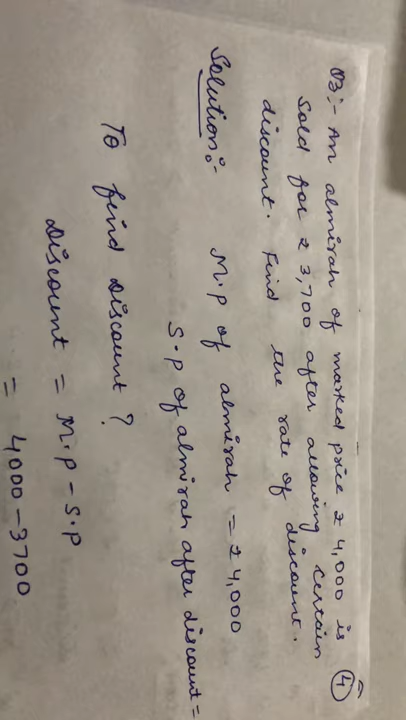 (4)
Q3:- An almirah of marked price ₹ 4,000 is
sold for ₹ 3,700 after allowing certain
discount. Find the rate of discount.
Solution:- M.P of almirah = ₹ 4,000
S.P of almirah after discount =
To find Discount ?
Discount = M.P - S.P
= 4000 - 3700